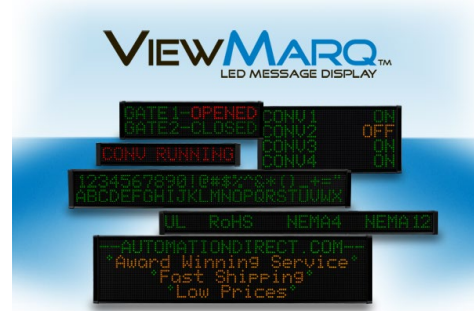 VIEWMARQ™
LED MESSAGE DISPLAY
GATE1-OPENED
GATE2-CLOSED
CONV1 ON
CONV2 OFF
CONV3 ON
CONV4 ON
CONV RUNNING
1234567890!@#$%^&*()_+="
ABCDEFGHIJKLMNOPQRSTUVWX
UL RoHS NEMA4 NEMA12
--AUTOMATIONDIRECT.COM--
*Award Winning Service*
*Fast Shipping*
*Low Prices*